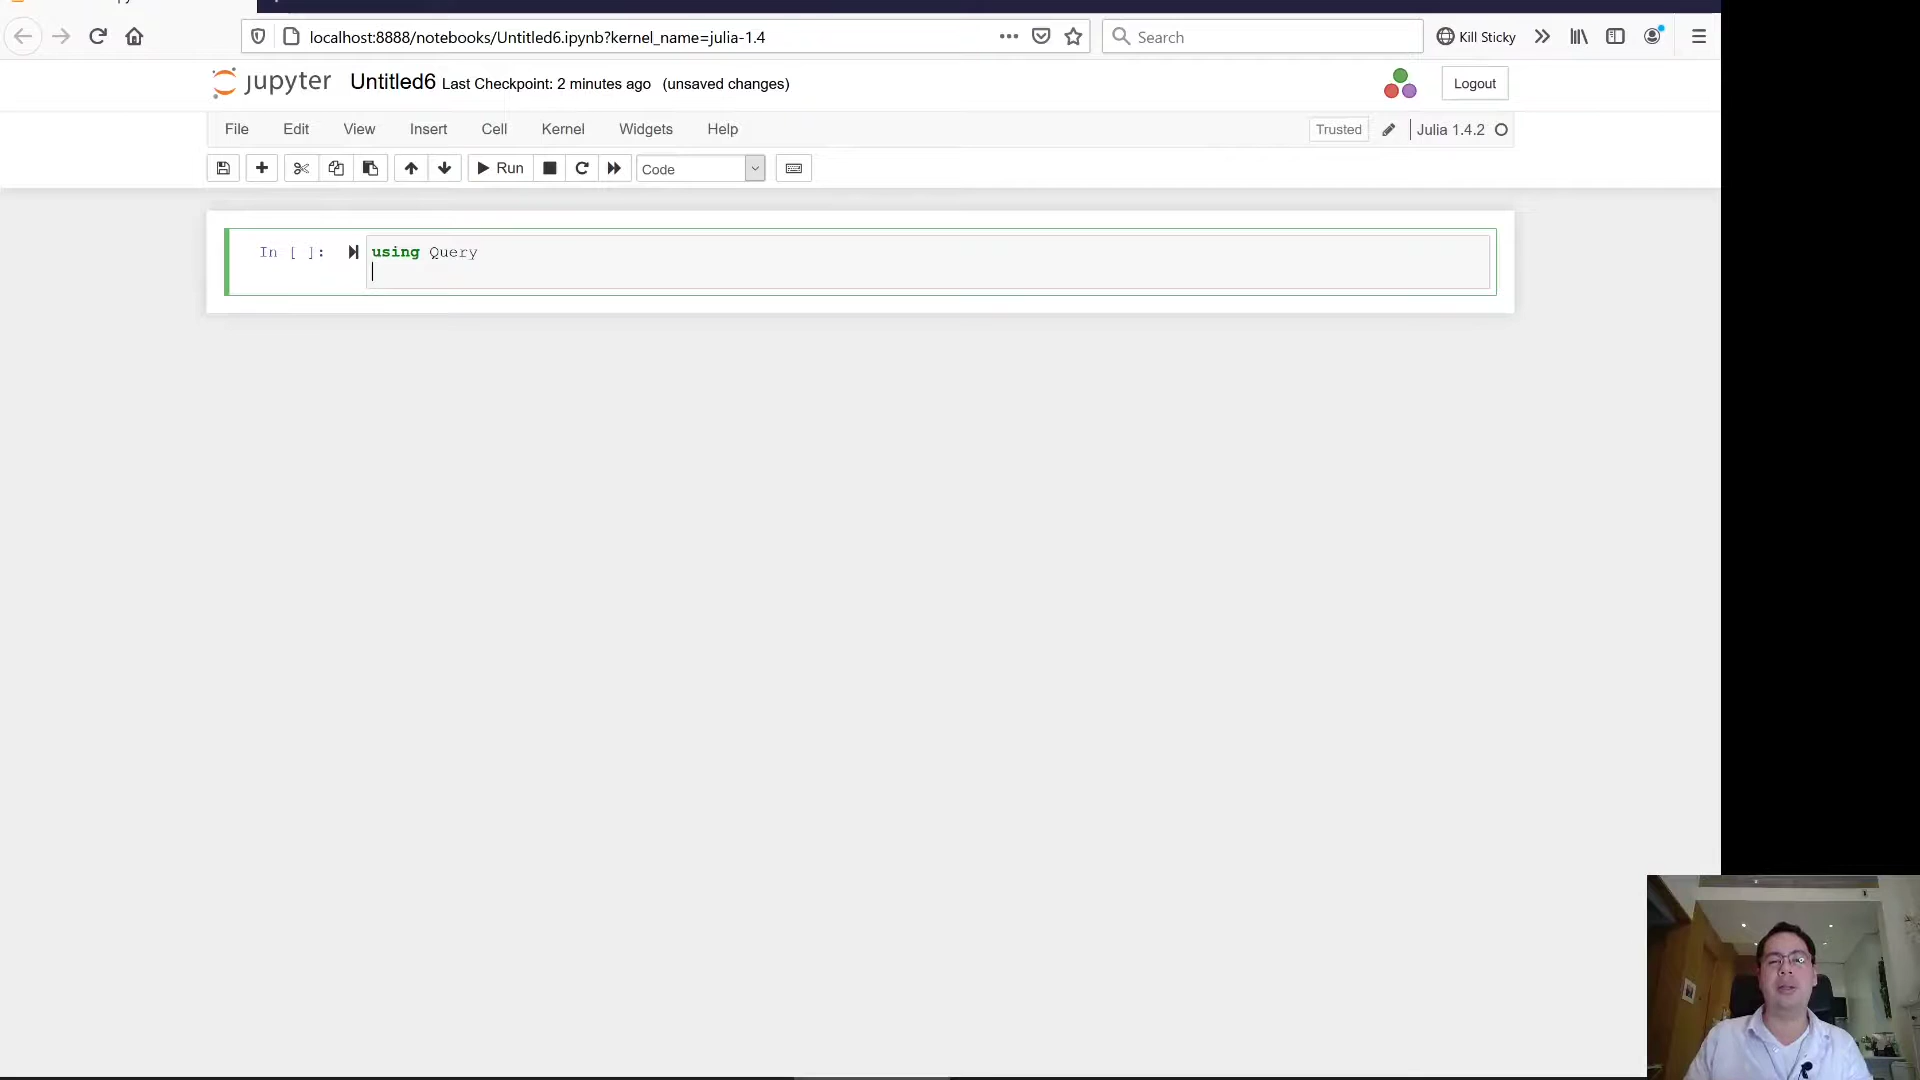 localhost:8888/notebooks/Untitled6.ipynb?kernel_name=julia-1.4
Search
Kill Sticky
jupyter Untitled6 Last Checkpoint: 2 minutes ago (unsaved changes)
Logout
File Edit View Insert Cell Kernel Widgets Help
Trusted
Julia 1.4.2
Run
Code
In [ ]:
using Query